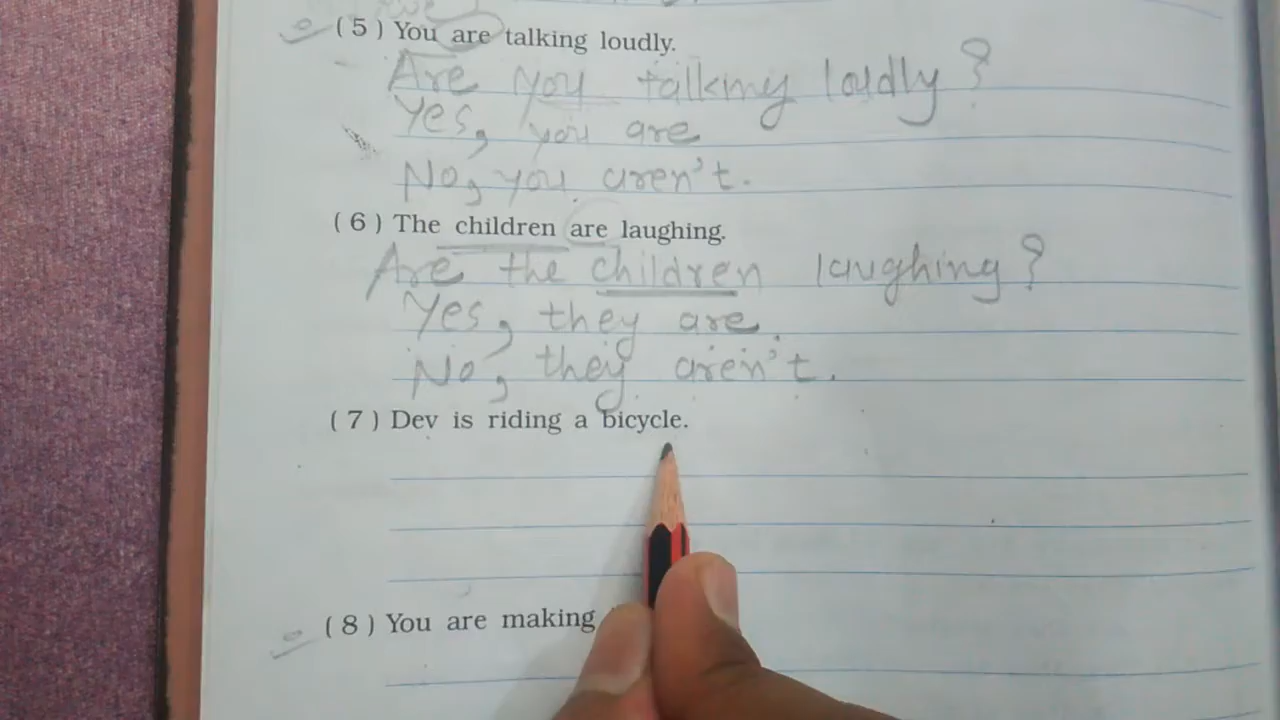 (5) You are talking loudly.
Are you talking loudly?
Yes, you are
No, you aren't.
(6) The children are laughing.
Are the children laughing?
Yes, they are.
No, they aren't.
(7) Dev is riding a bicycle.
(8) You are making